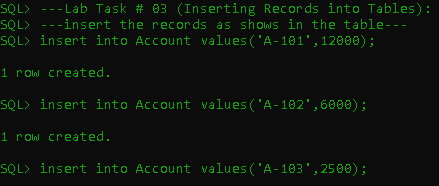 SQL> ---Lab Task # 03 (Inserting Records into Tables):
SQL> ---insert the records as shows in the table---
SQL> insert into Account values('A-101',12000);
1 row created.
SQL> insert into Account values('A-102',6000);
1 row created.
SQL> insert into Account values('A-103',2500);